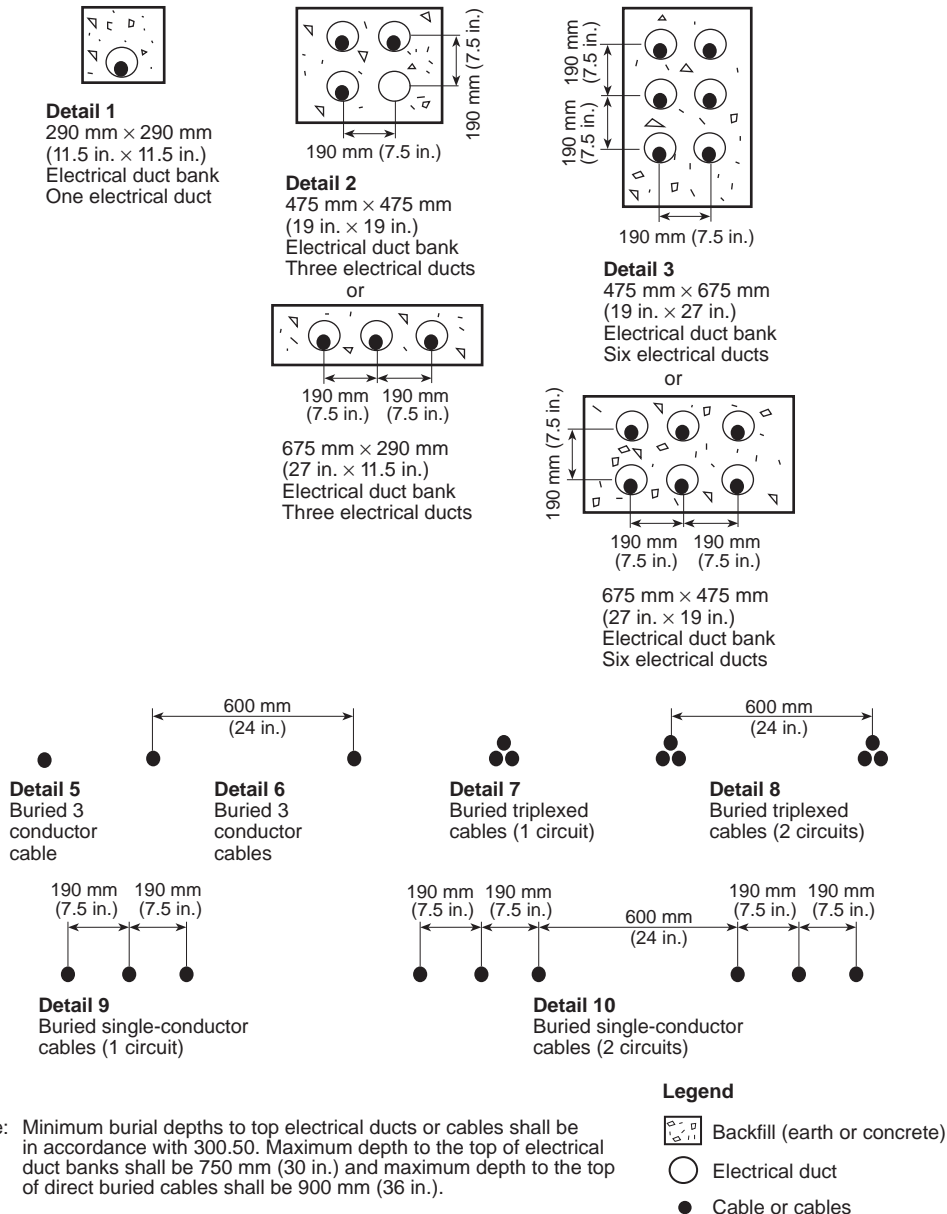 Detail 1
290 mm × 290 mm
(11.5 in. × 11.5 in.)
Electrical duct bank
One electrical duct
190 mm (7.5 in.)
190 mm (7.5 in.)
Detail 2
475 mm × 475 mm
(19 in. × 19 in.)
Electrical duct bank
Three electrical ducts
or
190 mm
(7.5 in.)
190 mm
(7.5 in.)
675 mm × 290 mm
(27 in. × 11.5 in.)
Electrical duct bank
Three electrical ducts
190 mm
(7.5 in.)
190 mm
(7.5 in.)
190 mm (7.5 in.)
Detail 3
475 mm × 675 mm
(19 in. × 27 in.)
Electrical duct bank
Six electrical ducts
or
190 mm (7.5 in.)
190 mm
(7.5 in.)
190 mm
(7.5 in.)
675 mm × 475 mm
(27 in. × 19 in.)
Electrical duct bank
Six electrical ducts
600 mm
(24 in.)
600 mm
(24 in.)
Detail 5
Buried 3
conductor
cable
Detail 6
Buried 3
conductor
cables
Detail 7
Buried triplexed
cables (1 circuit)
Detail 8
Buried triplexed
cables (2 circuits)
190 mm
(7.5 in.)
190 mm
(7.5 in.)
Detail 9
Buried single-conductor
cables (1 circuit)
190 mm
(7.5 in.)
190 mm
(7.5 in.)
600 mm
(24 in.)
190 mm
(7.5 in.)
190 mm
(7.5 in.)
Detail 10
Buried single-conductor
cables (2 circuits)
e: Minimum burial depths to top electrical ducts or cables shall be
in accordance with 300.50. Maximum depth to the top of electrical
duct banks shall be 750 mm (30 in.) and maximum depth to the top
of direct buried cables shall be 900 mm (36 in.).
Legend
Backfill (earth or concrete)
Electrical duct
Cable or cables